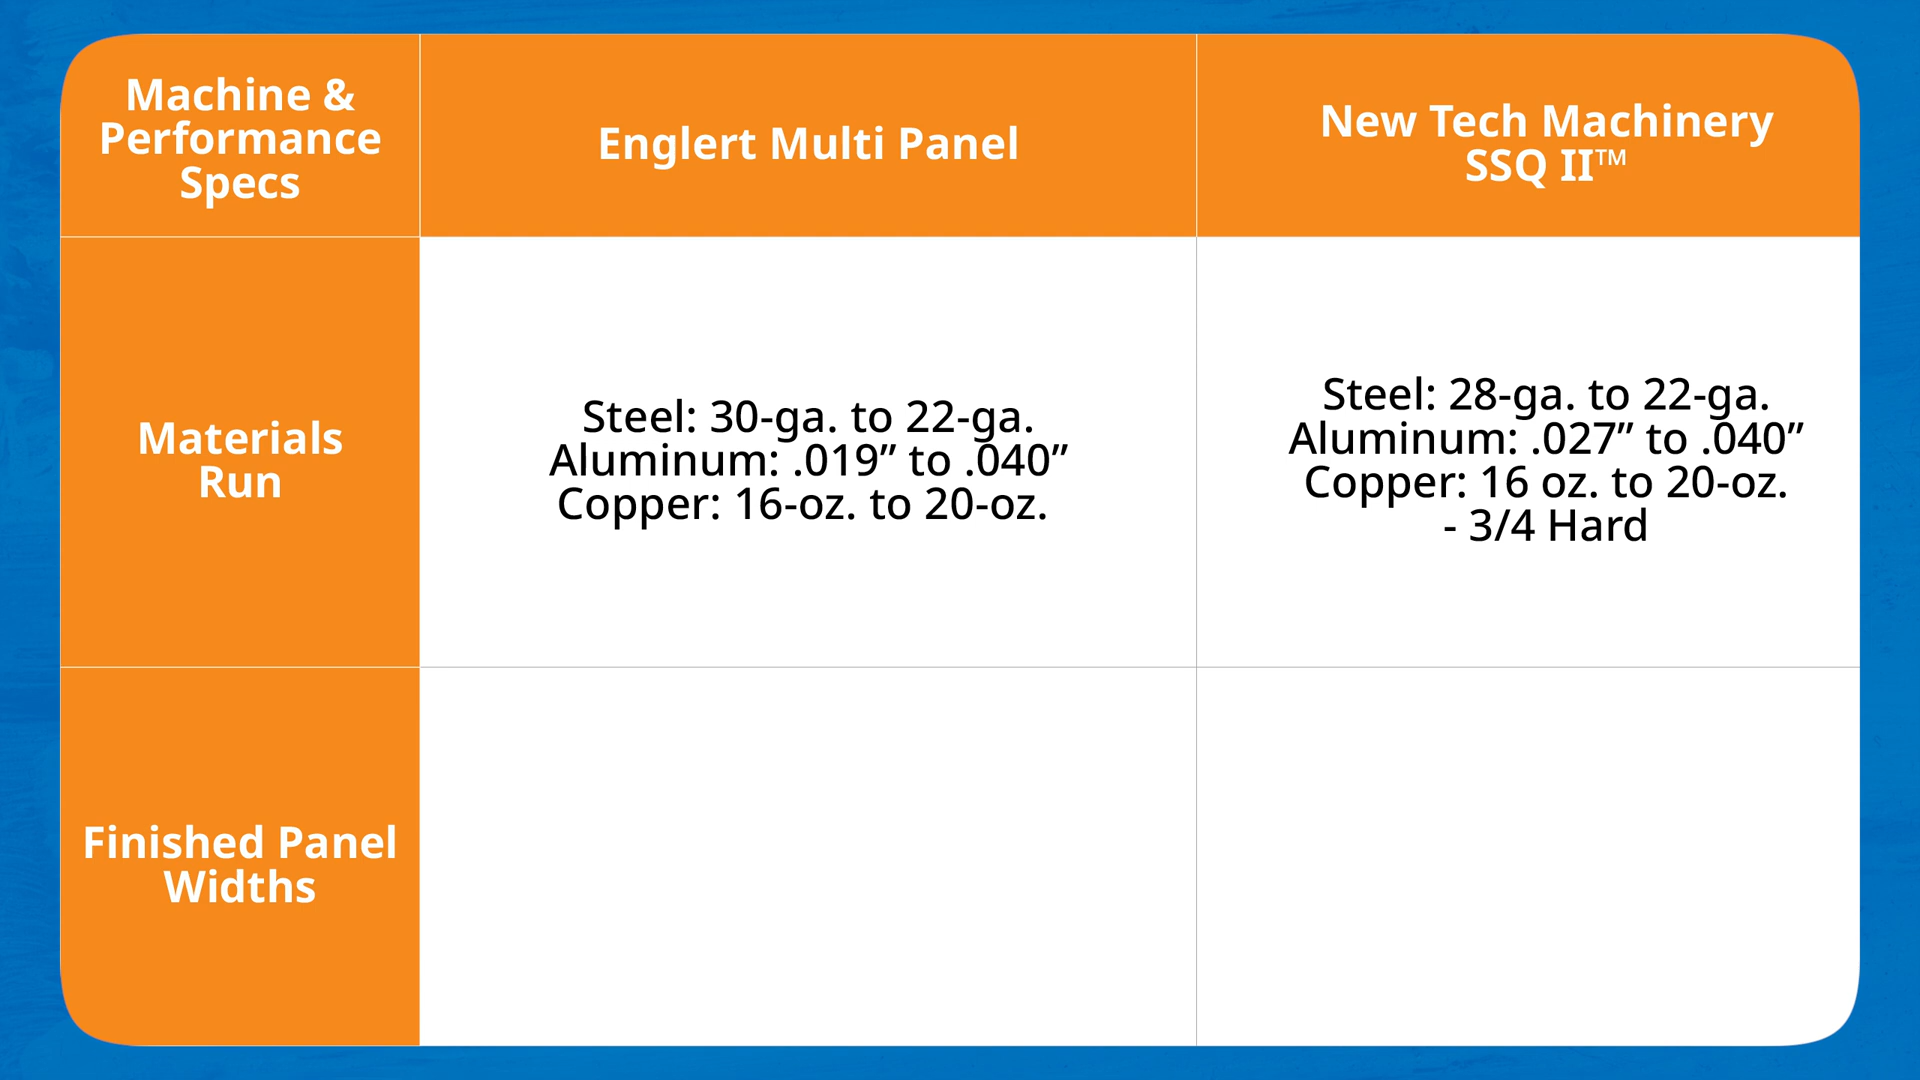 Machine &
Performance
Specs
Englert Multi Panel
New Tech Machinery
SSQ II™
Materials
Run
Steel: 30-ga. to 22-ga.
Aluminum: .019” to .040”
Copper: 16-oz. to 20-oz.
Steel: 28-ga. to 22-ga.
Aluminum: .027” to .040”
Copper: 16 oz. to 20-oz.
- 3/4 Hard
Finished Panel
Widths